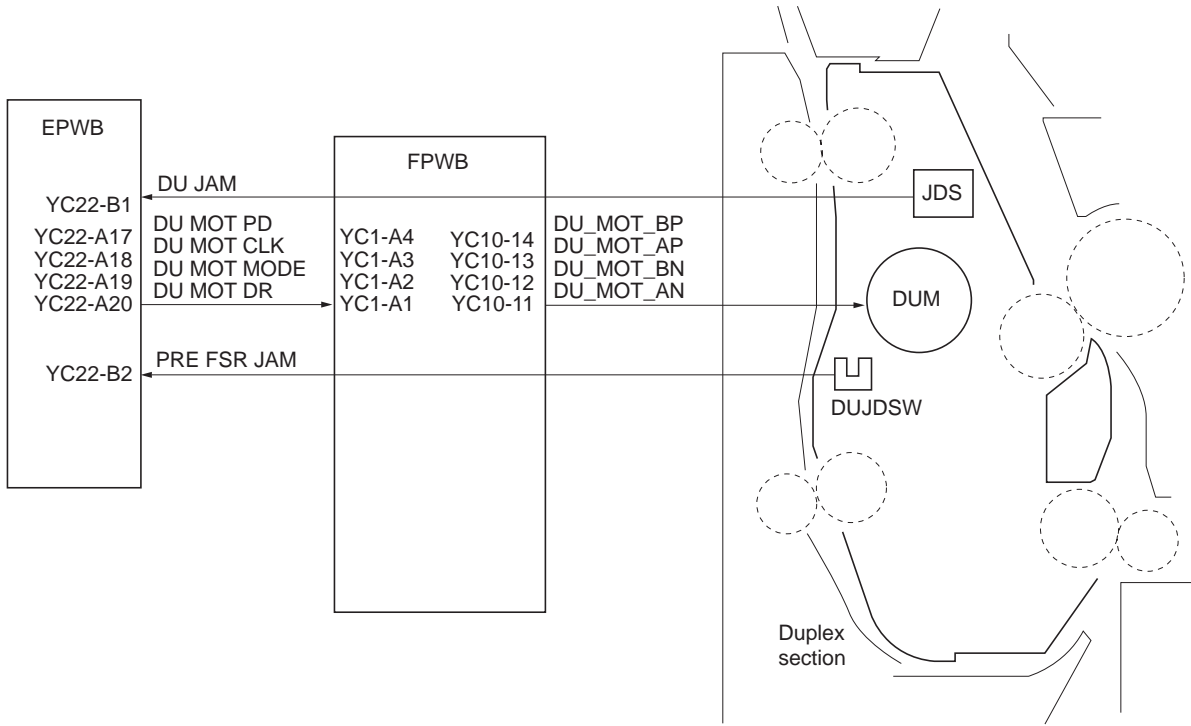 EPWB
FPWB
DU JAM
YC22-B1
JDS
DU MOT PD
YC22-A17
DU MOT CLK
YC22-A18
DU MOT MODE
YC22-A19
DU MOT DR
YC22-A20
YC1-A4
YC1-A3
YC1-A2
YC1-A1
YC10-14
YC10-13
YC10-12
YC10-11
DU_MOT_BP
DU_MOT_AP
DU_MOT_BN
DU_MOT_AN
DUM
PRE FSR JAM
YC22-B2
DUJDSW
Duplex
section